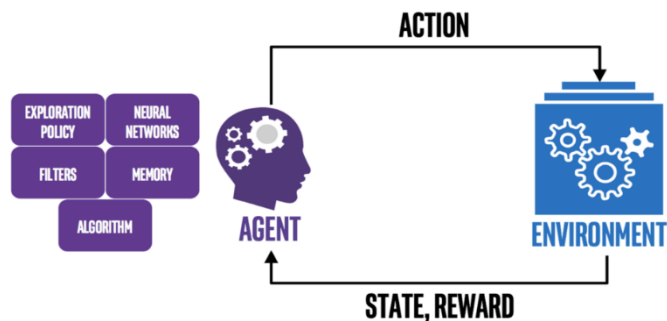 ACTION
EXPLORATION
POLICY
NEURAL
NETWORKS
FILTERS
MEMORY
ALGORITHM
AGENT
ENVIRONMENT
STATE, REWARD